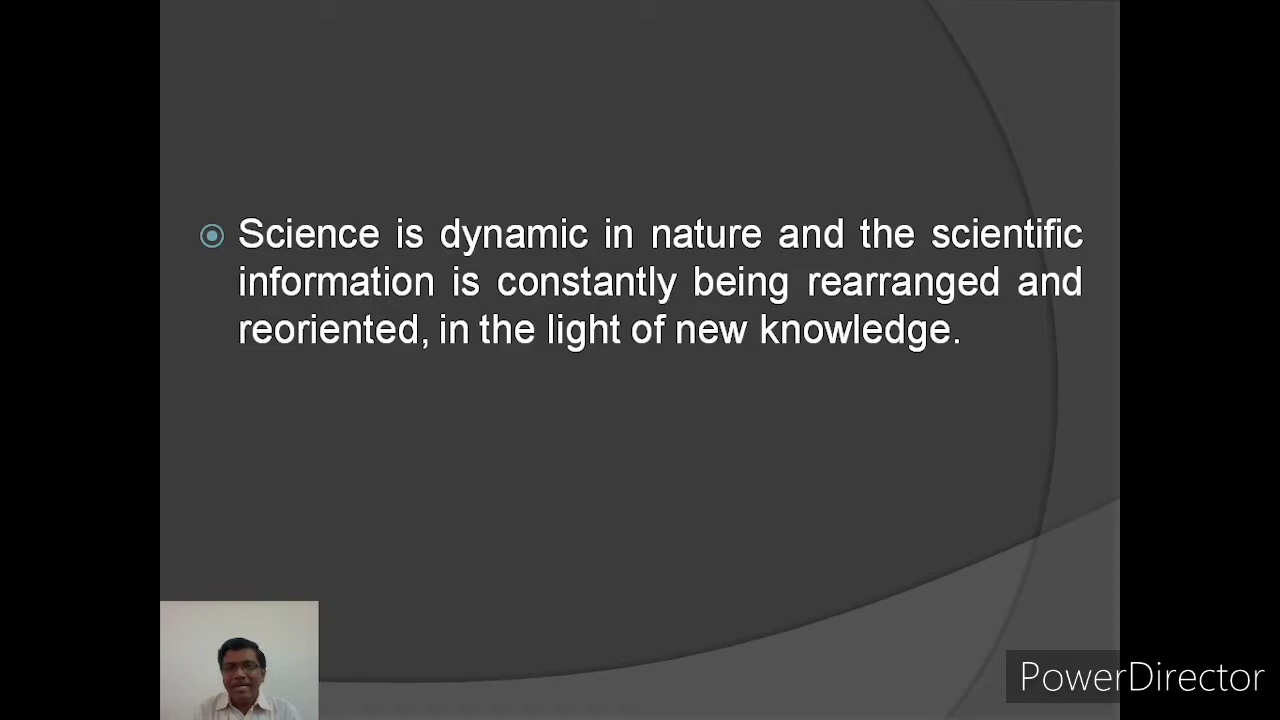 Science is dynamic in nature and the scientific
information is constantly being rearranged and
reoriented, in the light of new knowledge.
PowerDirector